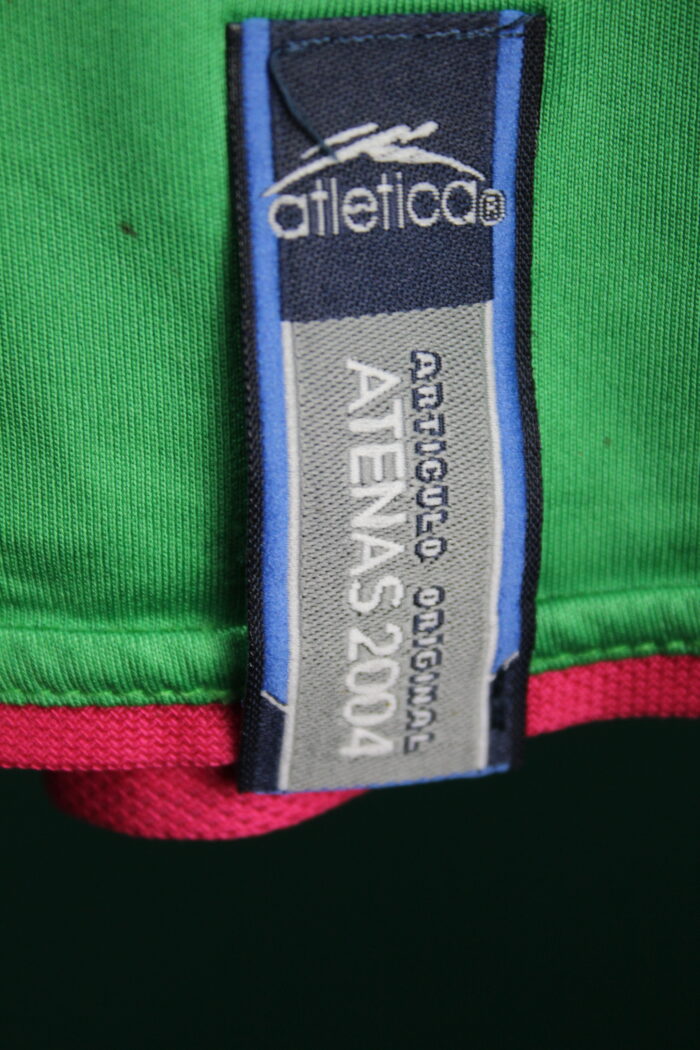 atletica®
ARTICULO ORIGINAL
ATENAS 2004